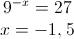 9⁻ˣ = 27
x = −1,5